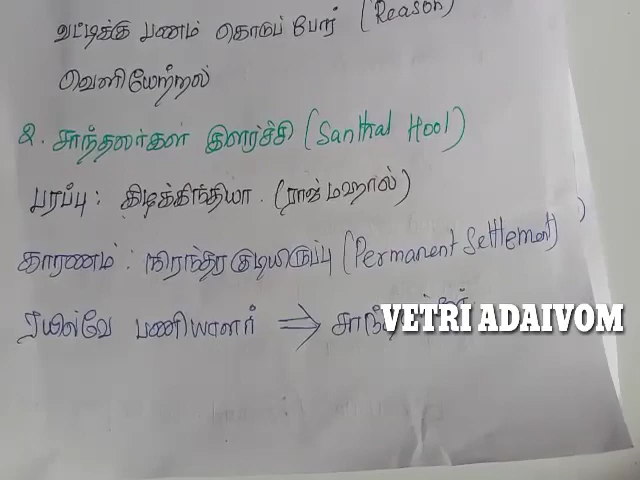 வட்டிக்கு பணம் கொடுப்போர் (Reason)
வெளியேற்றல்
2. சாந்தலர்கள் கிளர்ச்சி (Santhal Hool)
பரப்பு : கிழக்கிந்தியா. (ராஜ்மஹால்)
காரணம் : நிரந்தர குடியிருப்பு (Permanent Settlement)
ரயில்வே பணியாளர் ⇒
VETRI ADAIVOM